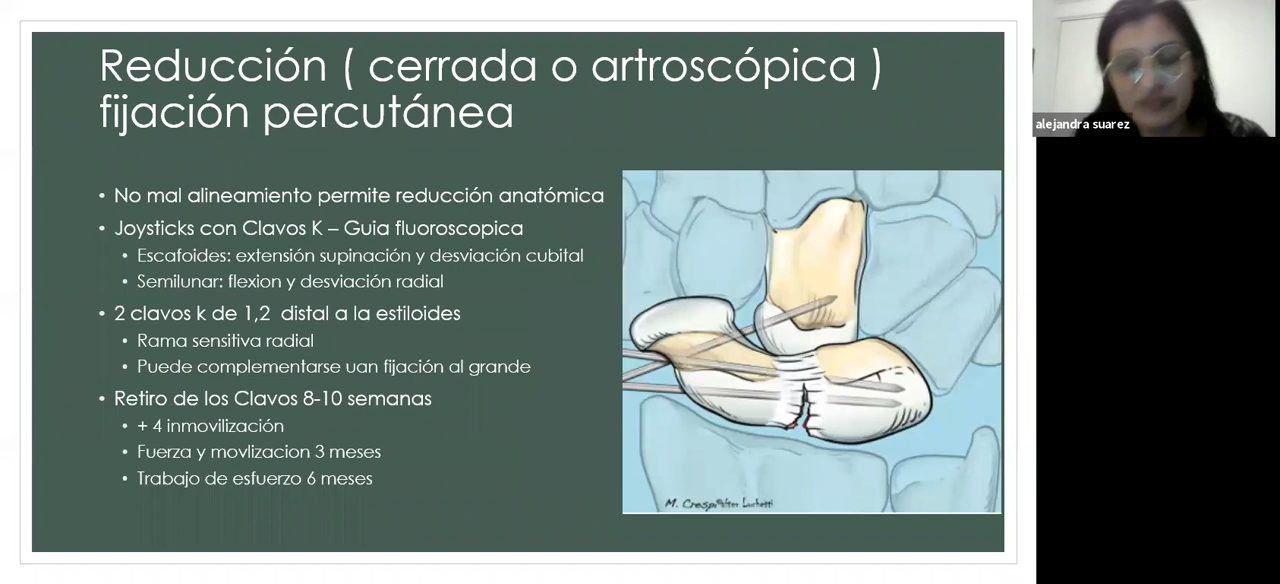 Reducción ( cerrada o artroscópica )
fijación percutánea
• No mal alineamiento permite reducción anatómica
• Joysticks con Clavos K – Guia fluoroscopica
• Escafoides: extensión supinación y desviación cubital
• Semilunar: flexion y desviación radial
• 2 clavos k de 1,2 distal a la estiloides
• Rama sensitiva radial
• Puede complementarse uan fijación al grande
• Retiro de los Clavos 8-10 semanas
• + 4 inmovilización
• Fuerza y movlizacion 3 meses
• Trabajo de esfuerzo 6 meses
M. Crespi after Luchetti
alejandra suarez